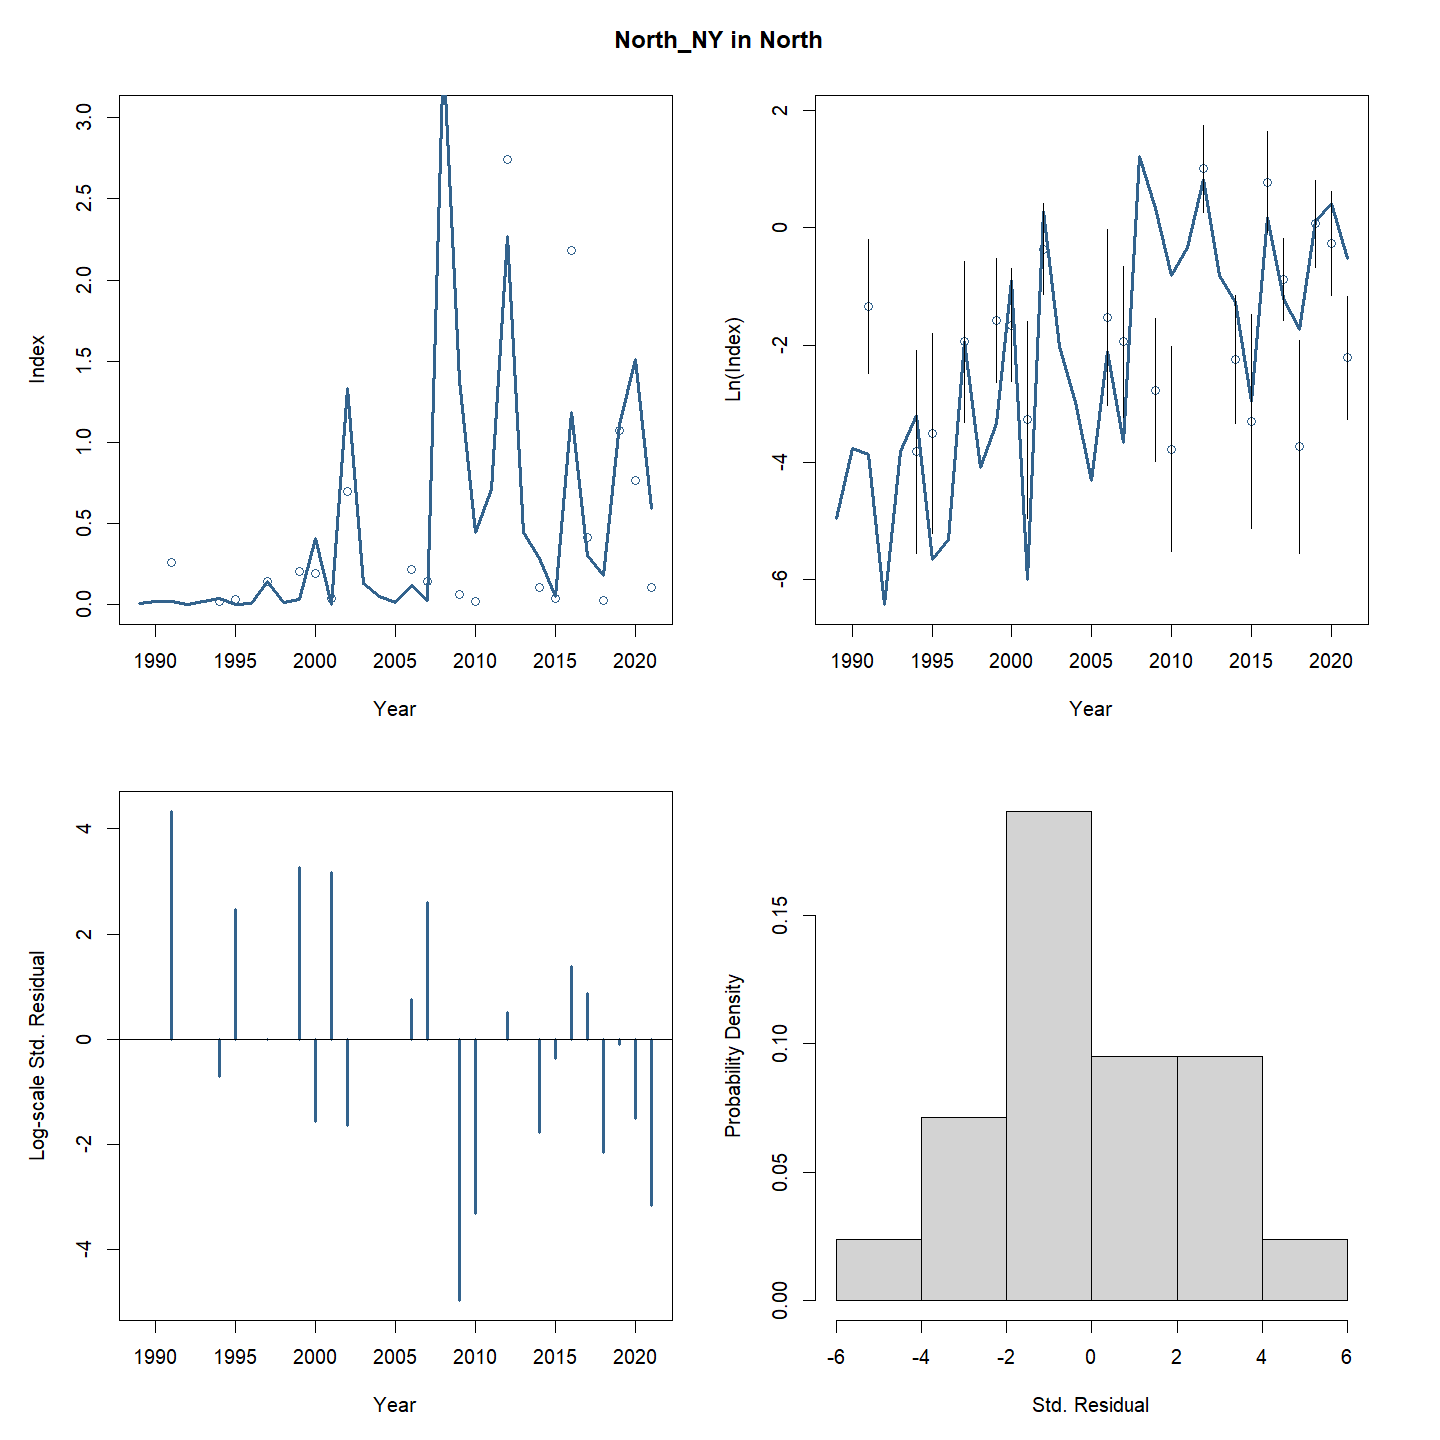 North_NY in North
Index
0.0 0.5 1.0 1.5 2.0 2.5 3.0
1990 1995 2000 2005 2010 2015 2020
Year
Ln(Index)
-6 -4 -2 0 2
1990 1995 2000 2005 2010 2015 2020
Year
Log-scale Std. Residual
-4 -2 0 2 4
1990 1995 2000 2005 2010 2015 2020
Year
Probability Density
0.00 0.05 0.10 0.15
-6 -4 -2 0 2 4 6
Std. Residual